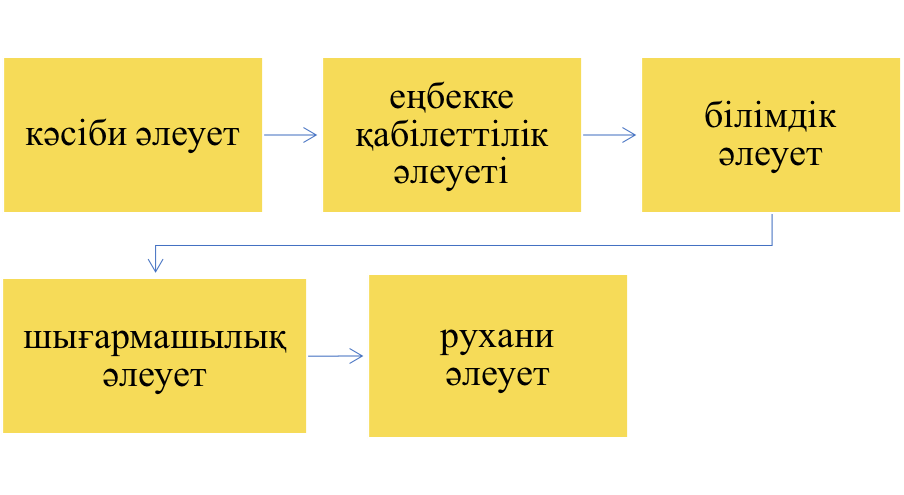 кәсіби әлеует
еңбекке
қабілеттілік
әлеуеті
білімдік
әлеует
шығармашылық
әлеует
рухани
әлеует